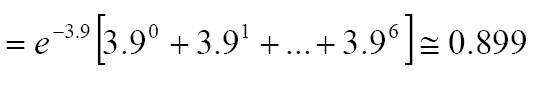 = e^{-3.9} [3.9^0 + 3.9^1 + ... + 3.9^6] ≅ 0.899